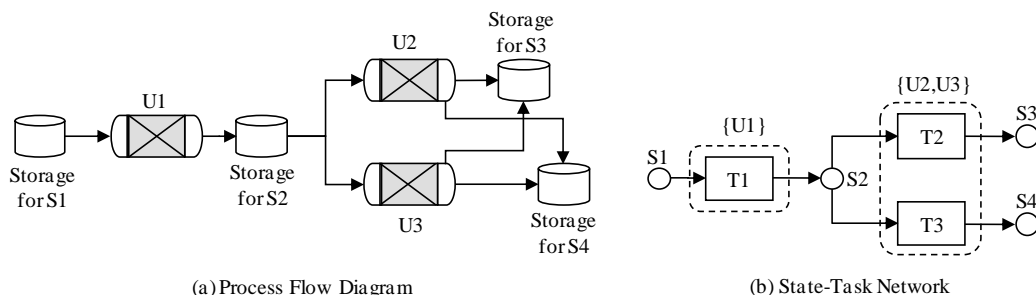 U1
U2
U3
Storage
for S1
Storage
for S2
Storage
for S3
Storage
for S4
(a) Process Flow Diagram
{U1}
{U2,U3}
S1
T1
S2
T2
T3
S3
S4
(b) State-Task Network